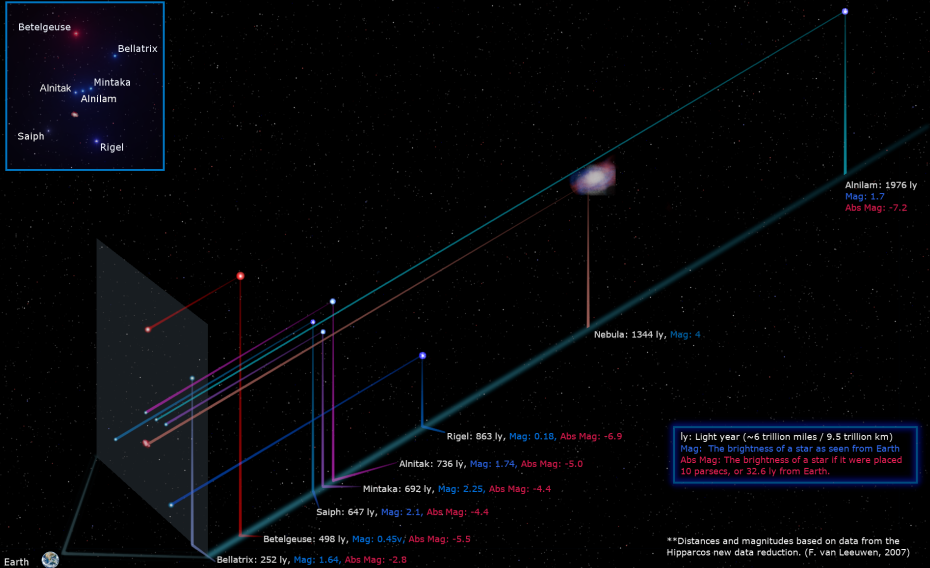 Betelgeuse
Bellatrix
Alnitak
Mintaka
Alnilam
Saiph
Rigel
Alnilam: 1976 ly
Mag: 1.7
Abs Mag: -7.2
Nebula: 1344 ly, Mag: 4
Rigel: 863 ly, Mag: 0.18, Abs Mag: -6.9
Alnitak: 736 ly, Mag: 1.74, Abs Mag: -5.0
Mintaka: 692 ly, Mag: 2.25, Abs Mag: -4.4
Saiph: 647 ly, Mag: 2.1, Abs Mag: -4.4
Betelgeuse: 498 ly, Mag: 0.45v, Abs Mag: -5.5
Bellatrix: 252 ly, Mag: 1.64, Abs Mag: -2.8
Earth
ly: Light year (~6 trillion miles / 9.5 trillion km)
Mag: The brightness of a star as seen from Earth
Abs Mag: The brightness of a star if it were placed
10 parsecs, or 32.6 ly from Earth.
**Distances and magnitudes based on data from the
Hipparcos new data reduction. (F. van Leeuwen, 2007)